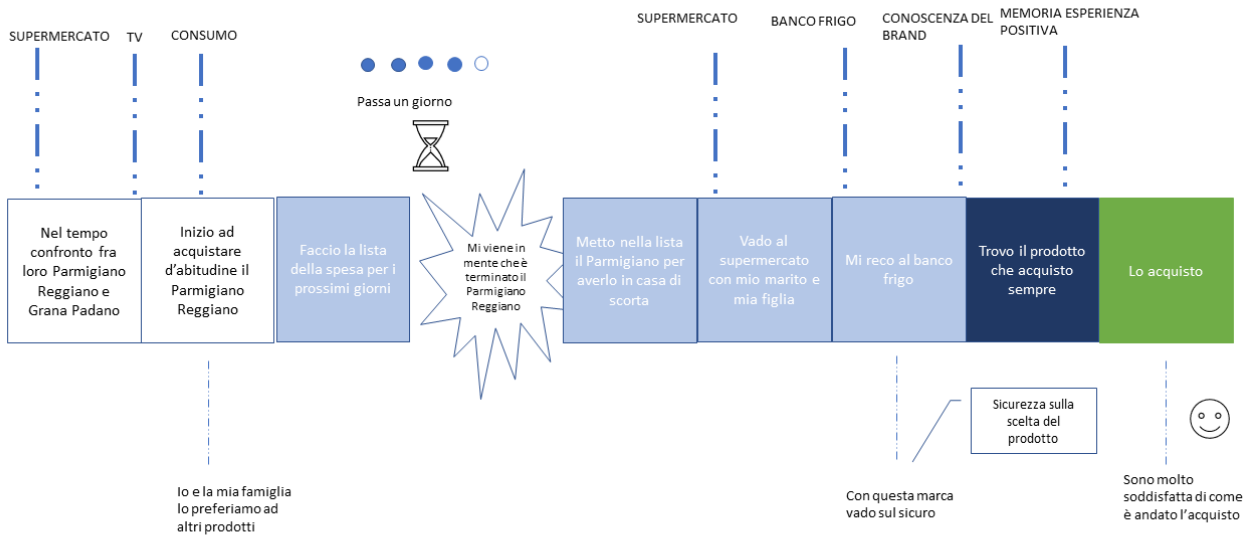 SUPERMERCATO
TV
CONSUMO
Passa un giorno
SUPERMERCATO
BANCO FRIGO
CONOSCENZA DEL
BRAND
MEMORIA ESPERIENZA
POSITIVA
Nel tempo
confronto fra
loro Parmigiano
Reggiano e
Grana Padano
Inizio ad
acquistare
d'abitudine il
Parmigiano
Reggiano
Faccio la lista
della spesa per i
prossimi giorni
Mi viene in
mente che è
terminato il
Parmigiano
Reggiano
Metto nella lista
il Parmigiano per
averlo in casa di
scorta
Vado al
supermercato
con mio marito e
mia figlia
Mi reco al banco
frigo
Trovo il prodotto
che acquisto
sempre
Lo acquisto
Io e la mia famiglia
lo preferiamo ad
altri prodotti
Con questa marca
vado sul sicuro
Sicurezza sulla
scelta del
prodotto
Sono molto
soddisfatta di come
è andato l'acquisto